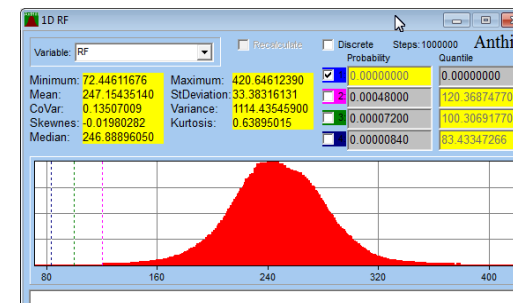 1D RF
Variable: RF Recalculate Discrete Steps:1000000 Anthi
Probability Quantile
Minimum: 72.44611676 Maximum: 420.64612390 1: 0.00000000 0.00000000
Mean: 247.15435140 StDeviation: 33.38316131 2: 0.00048000 120.36874770
CoVar: 0.13507009 Variance: 1114.43545900 3: 0.00007200 100.30691770
Skewnes: -0.01980282 Kurtosis: 0.63895015 0.00000840 83.43347266
Median: 246.88896050
80 160 240 320 400